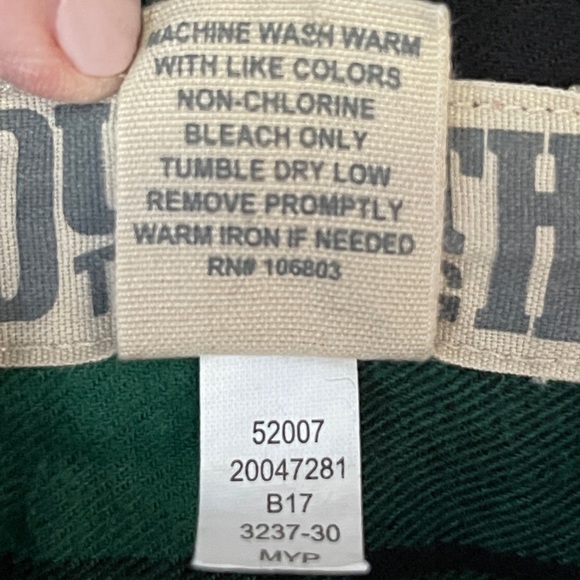 MACHINE WASH WARM
WITH LIKE COLORS
NON-CHLORINE
BLEACH ONLY
TUMBLE DRY LOW
REMOVE PROMPTLY
WARM IRON IF NEEDED
RN# 106803
52007
20047281
B17
3237-30
MYP